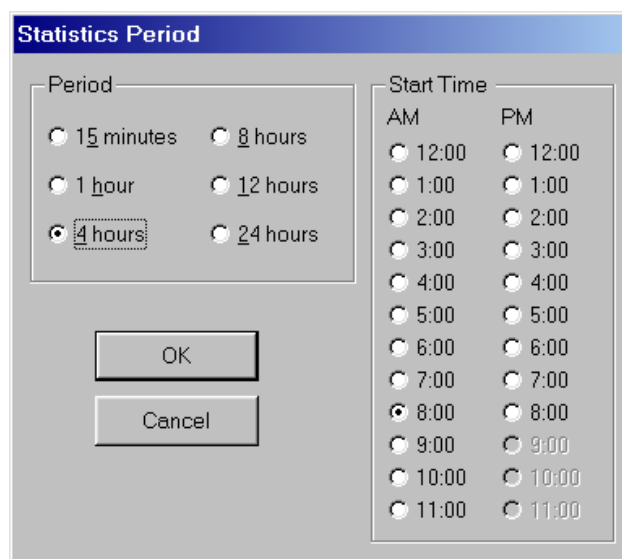 Statistics Period
Period
15 minutes
8 hours
1 hour
12 hours
4 hours
24 hours
OK
Cancel
Start Time
AM PM
12:00 12:00
1:00 1:00
2:00 2:00
3:00 3:00
4:00 4:00
5:00 5:00
6:00 6:00
7:00 7:00
8:00 8:00
9:00 9:00
10:00 10:00
11:00 11:00